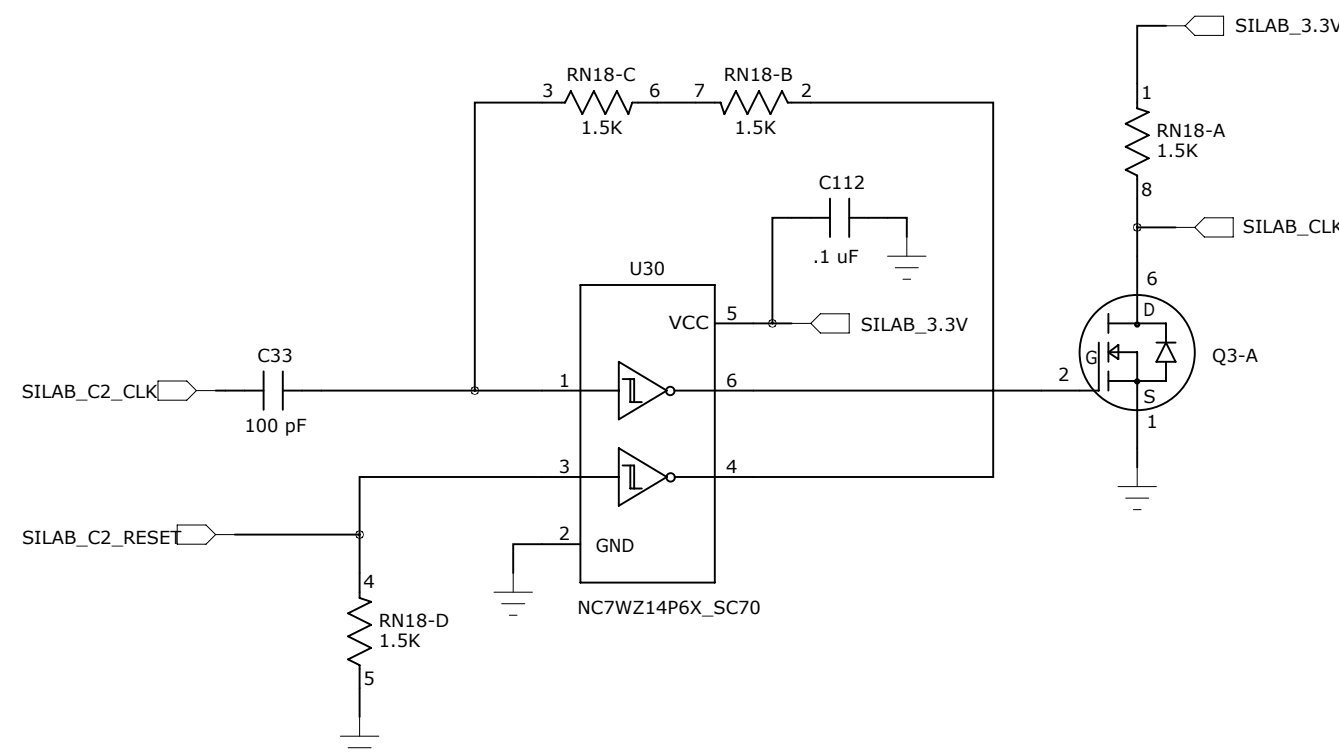 SILAB_3.3V
RN18-C
RN18-B
3
6
7
2
1.5K
1.5K
1
RN18-A
1.5K
8
C112
.1 uF
SILAB_CLK
U30
6
D
VCC
5
SILAB_3.3V
G
Q3-A
C33
SILAB_C2_CLK
1
6
2
S
100 pF
1
3
4
SILAB_C2_RESET
2
GND
4
NC7WZ14P6X_SC70
RN18-D
1.5K
5